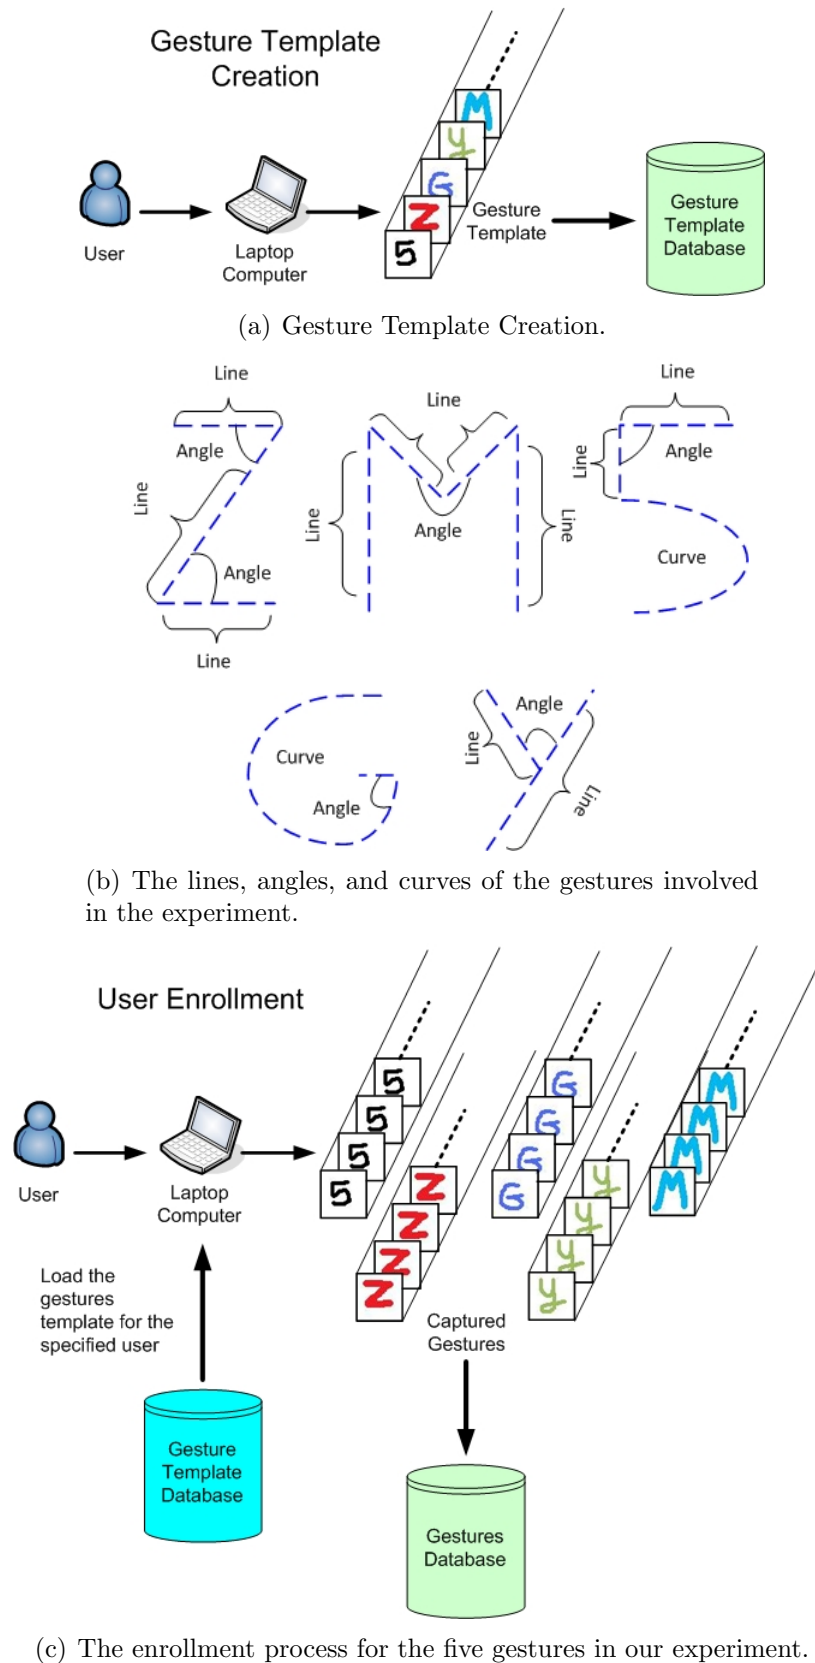 Gesture Template
Creation
M
Y
G
Z
5
User
Laptop
Computer
Gesture
Template
Gesture
Template
Database
(a) Gesture Template Creation.
Line
Angle
Line
Angle
Line
Line
Line
Angle
Line
Line
Line
Angle
Curve
Curve
Angle
Angle
Line
Line
(b) The lines, angles, and curves of the gestures involved
in the experiment.
User Enrollment
5
5
5
5
Z
Z
Z
Z
G
G
G
G
y
y
y
y
M
M
M
M
User
Laptop
Computer
Load the
gestures
template for the
specified user
Captured
Gestures
Gesture
Template
Database
Gestures
Database
(c) The enrollment process for the five gestures in our experiment.